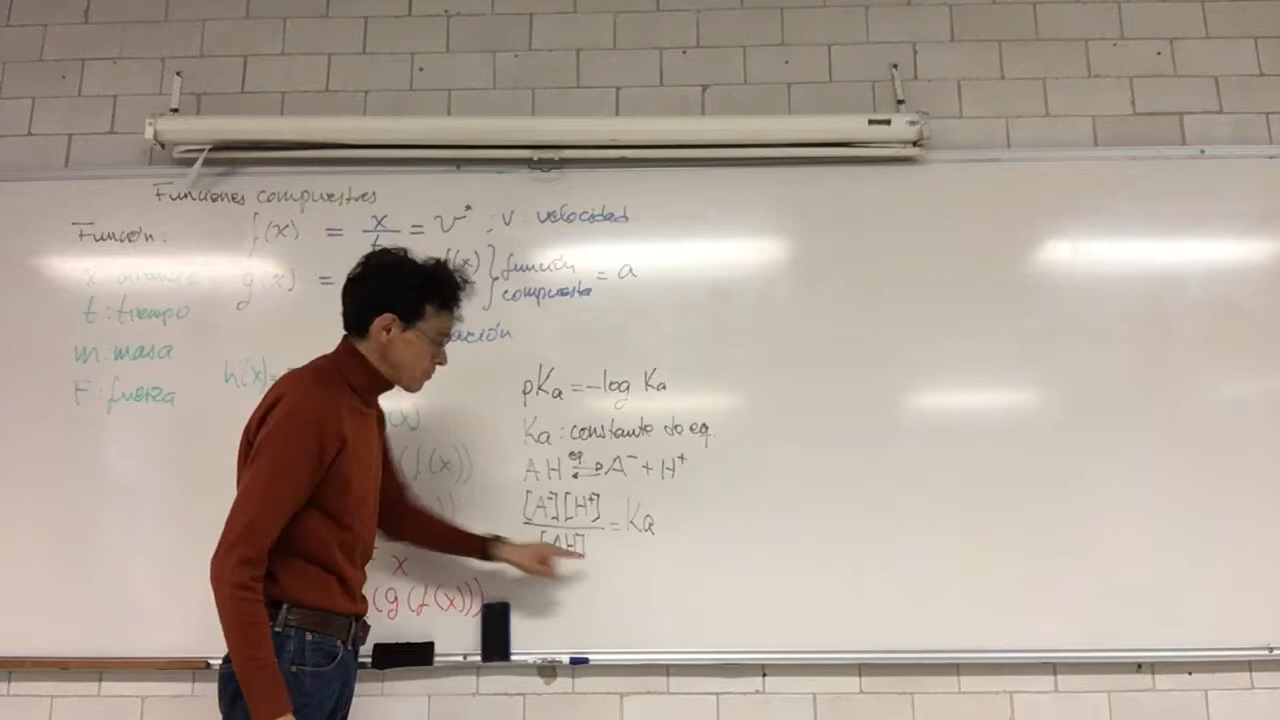 Funciones compuestas
Función:
f(x) = x/t = v* ; v: velocidad
g(x) =
(x) } función compuesta = a
t: tiempo
ación
m: masa
h(x) =
F: fuerza
(x)
(f(x))
x
(g(f(x)))
pKa = -log Ka
Ka: constante de eq.
AH ⇌ A⁻ + H⁺
[A⁻][H⁺]/[AH] = Ka